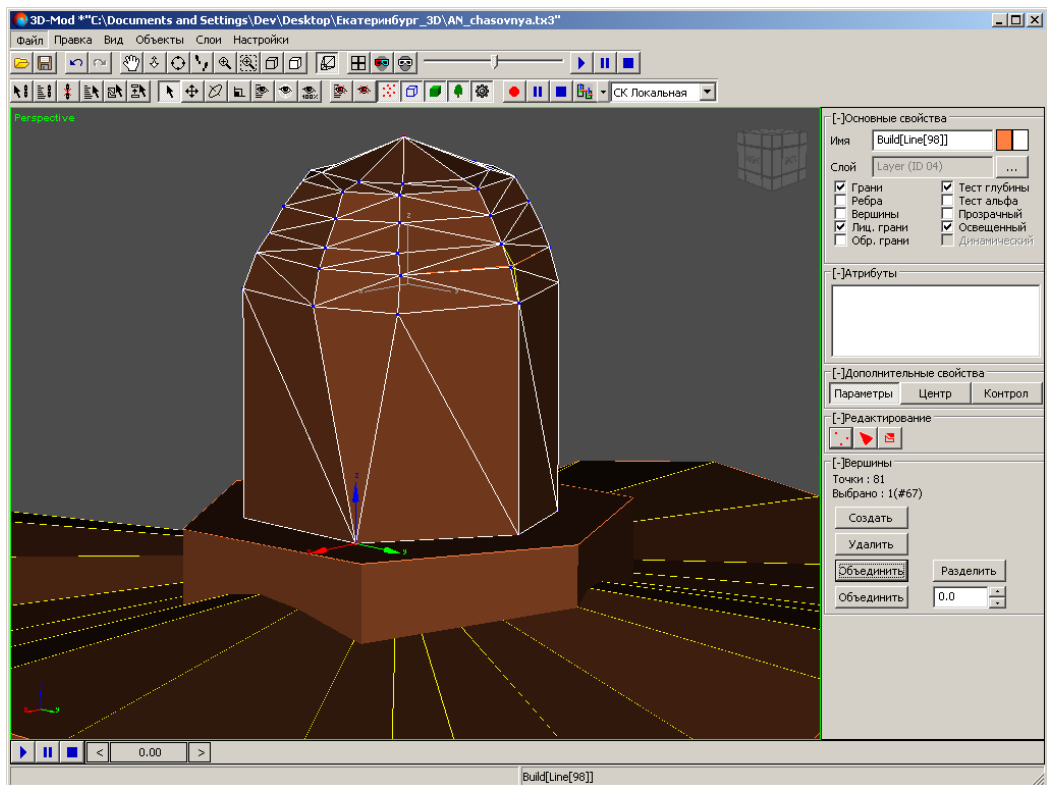 3D-Mod *"C:\Documents and Settings\Dev\Desktop\Екатеринбург_3D\AN_chasovnya.tx3"
Файл Правка Вид Объекты Слои Настройки
СК Локальная
Perspective
[-]Основные свойства
Имя Build[Line[98]]
Слой Layer (ID 04) ...
Грани Тест глубины
Ребра Тест альфа
Вершины Прозрачный
Лиц. грани Освещенный
Обр. грани Динамический
[-]Атрибуты
[-]Дополнительные свойства
Параметры Центр Контрол
[-]Редактирование
[-]Вершины
Точки : 81
Выбрано : 1(#67)
Создать
Удалить
Объединить Разделить
Объединить 0.0
z
z
y
y
< 0.00 >
Build[Line[98]]